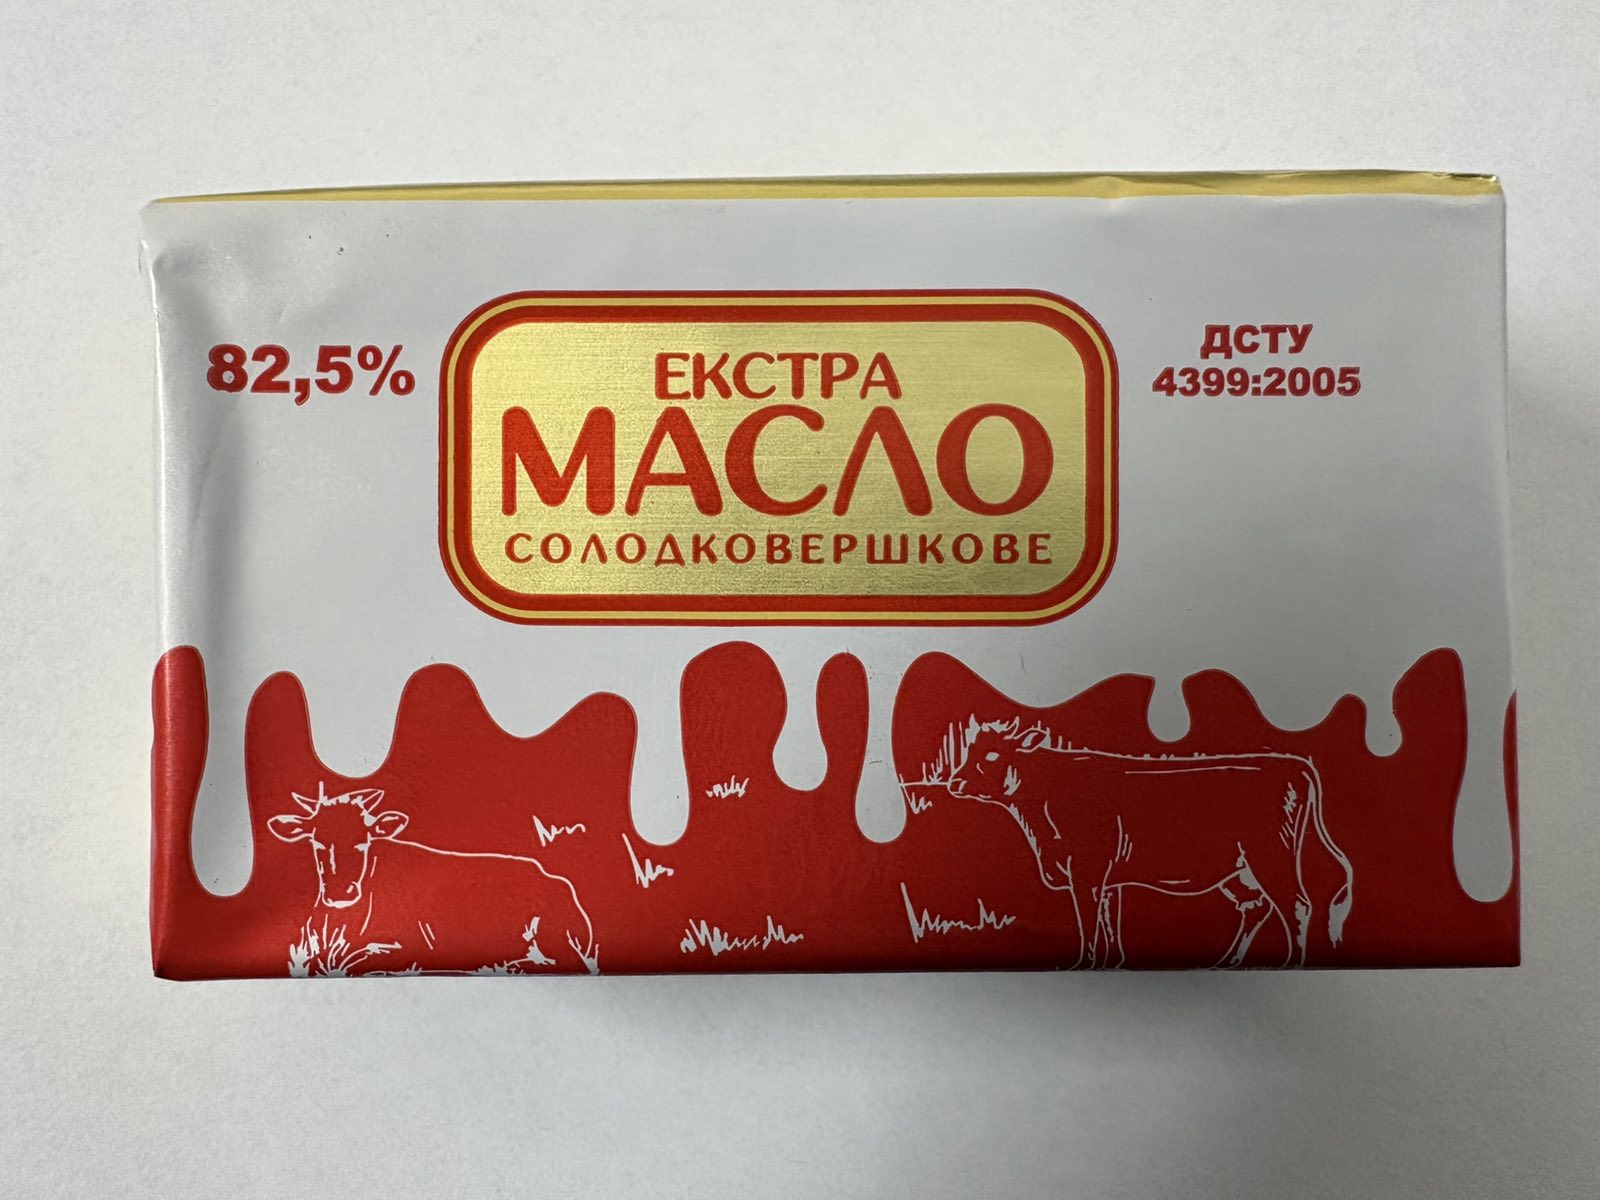 82,5%
ЕКСТРА
МАСЛО
СОЛОДКОВЕРШКОВЕ
ДСТУ
4399:2005